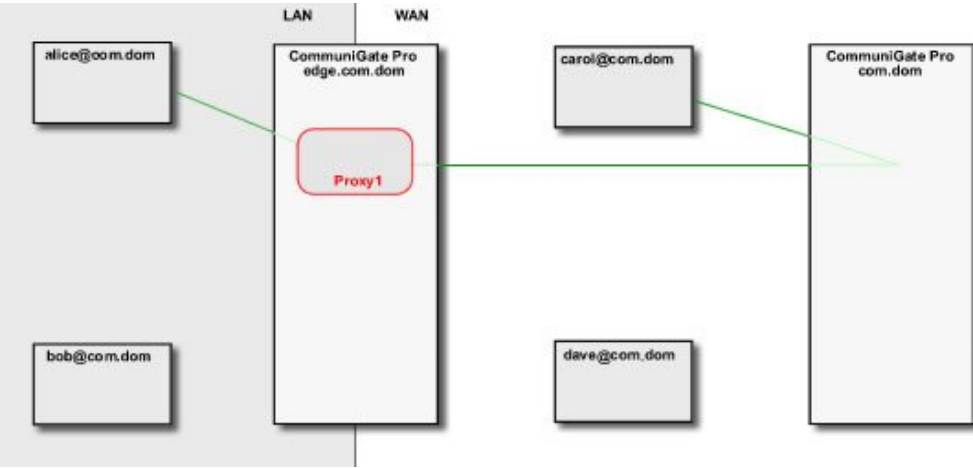 LAN WAN
alice@com.dom
CommuniGate Pro
edge.com.dom
carol@com.dom
CommuniGate Pro
com.dom
Proxy1
bob@com.dom
dave@com.dom